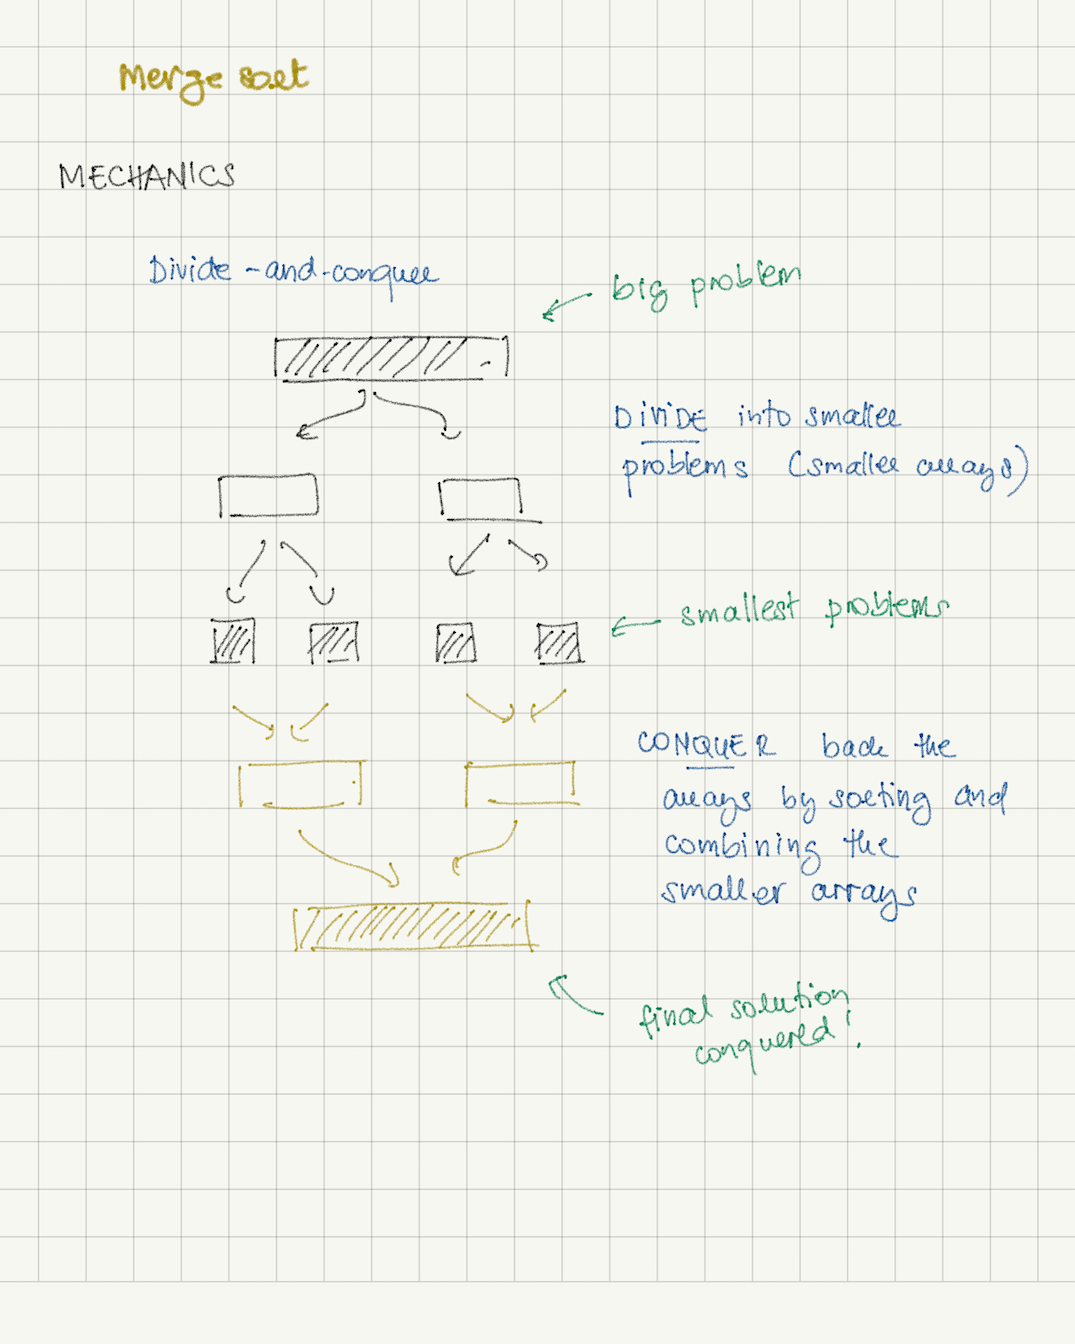 Merge sort
MECHANICS
Divide-and-conquer
big problem
DIVIDE into smaller
problems (smaller arrays)
smallest problems
CONQUER back the
arrays by sorting and
combining the
smaller arrays
final solution
conquered!